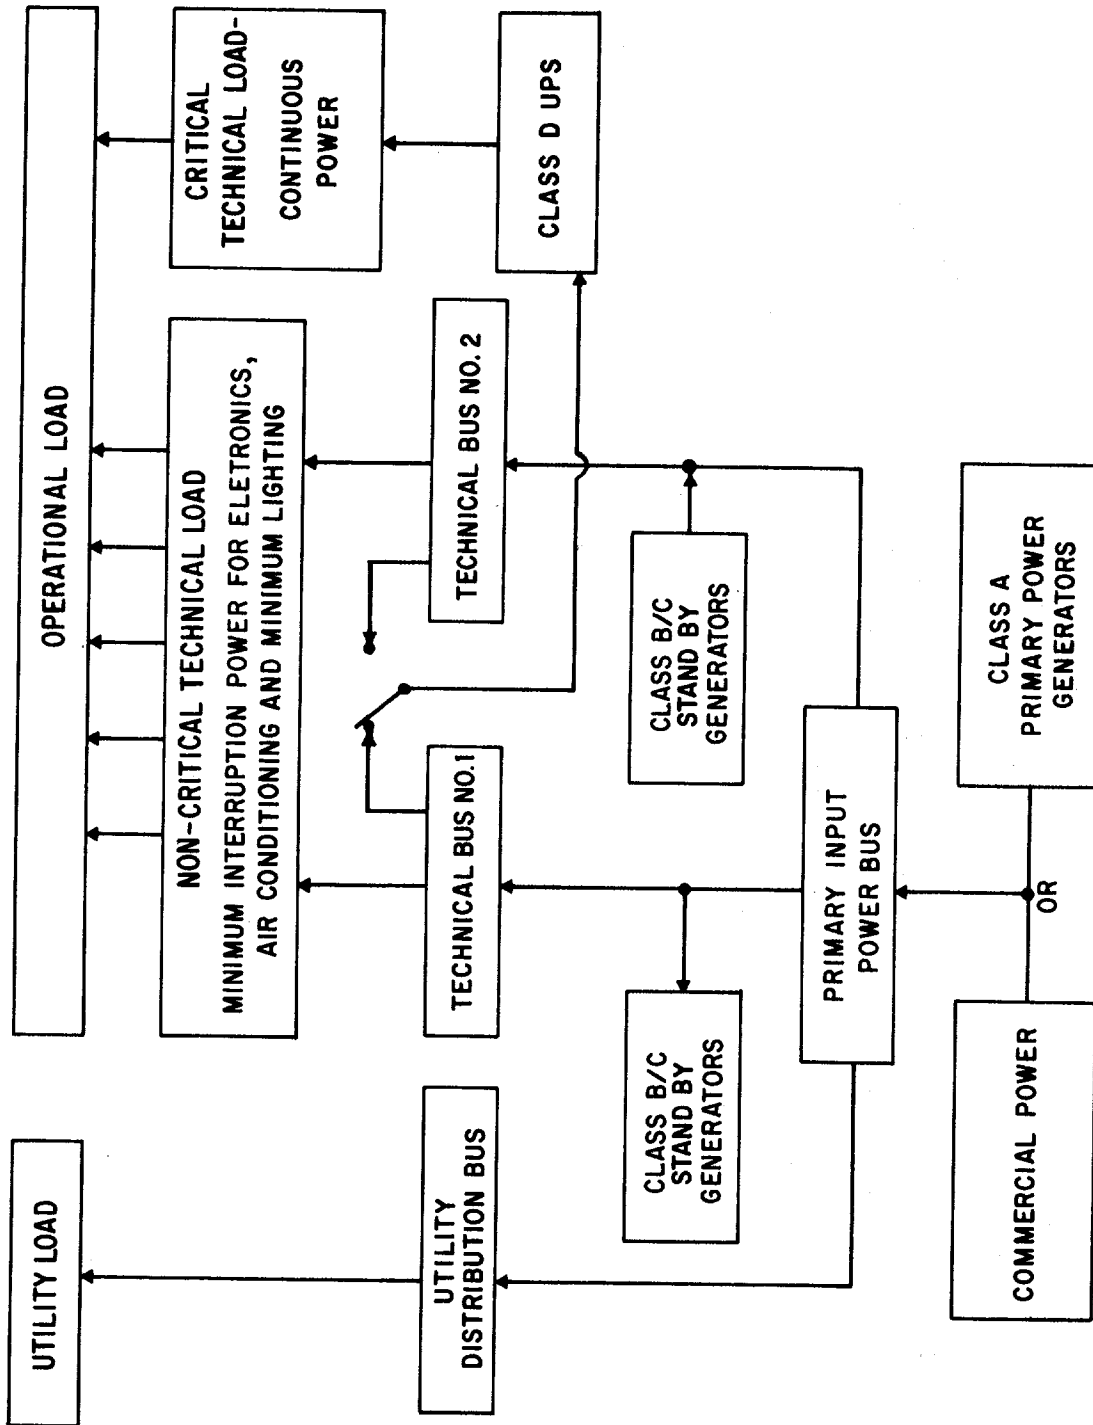 UTILITY LOAD
OPERATIONAL LOAD
NON-CRITICAL TECHNICAL LOAD
MINIMUM INTERRUPTION POWER FOR ELETRONICS,
AIR CONDITIONING AND MINIMUM LIGHTING
CRITICAL
TECHNICAL LOAD-
CONTINUOUS
POWER
UTILITY
DISTRIBUTION BUS
TECHNICAL BUS NO.1
TECHNICAL BUS NO. 2
CLASS D UPS
CLASS B/C
STAND BY
GENERATORS
CLASS B/C
STAND BY
GENERATORS
PRIMARY INPUT
POWER BUS
COMMERCIAL POWER
OR
CLASS A
PRIMARY POWER
GENERATORS